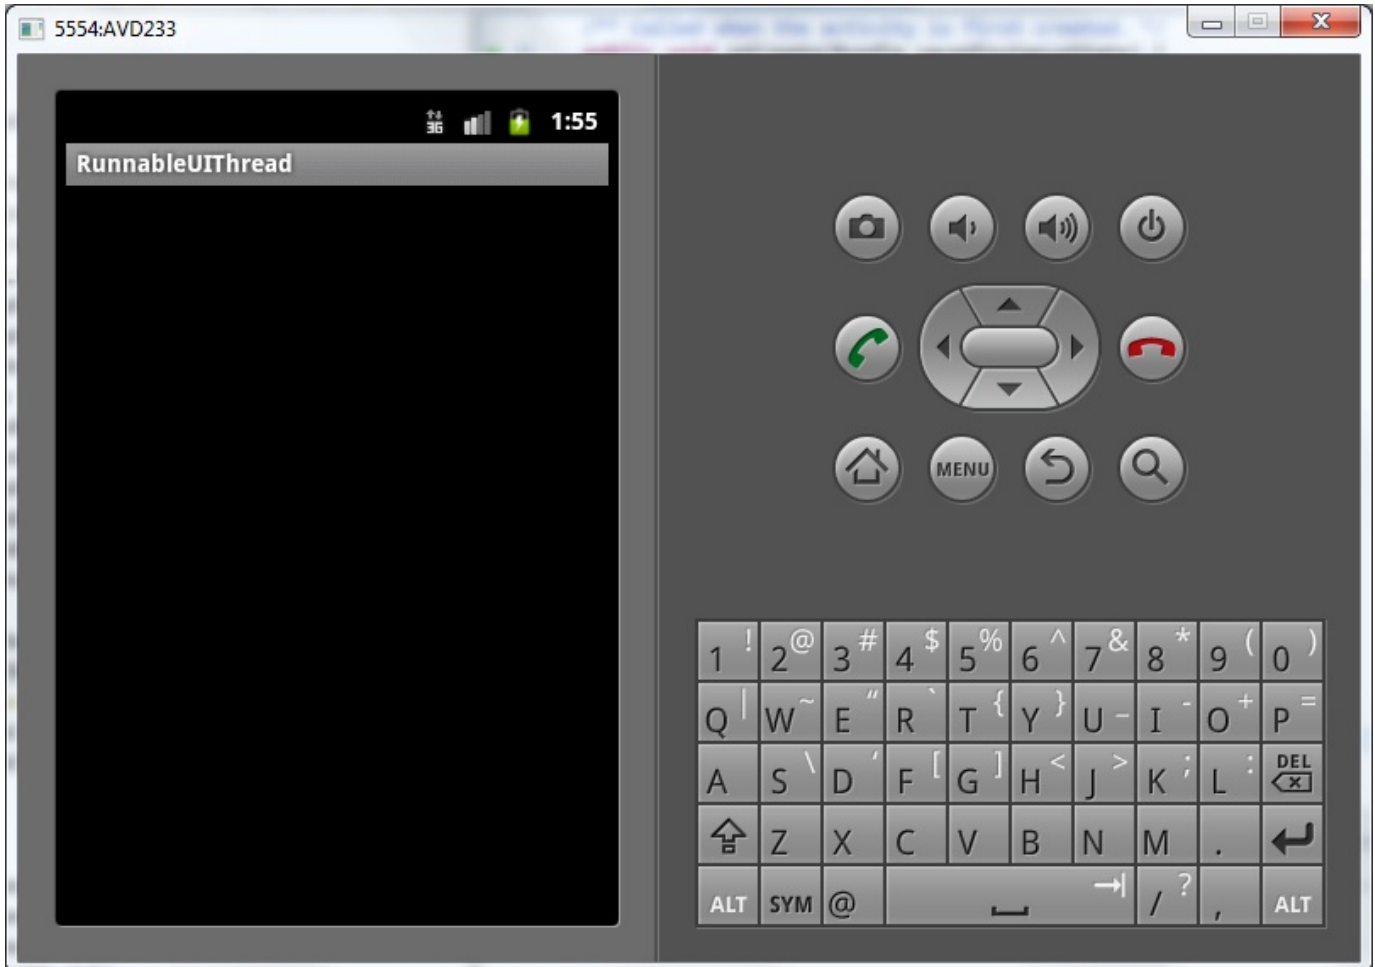 5554:AVD233
1:55
RunnableUIThread
MENU
1 ! 2 @ 3 # 4 $ 5 % 6 ^ 7 & 8 * 9 ( 0 )
Q | W ~ E " R ` T { Y } U _ I - O + P =
A S \ D ' F [ G ] H < J > K ; L : DEL
Z X C V B N M .
ALT SYM @ / ? , ALT